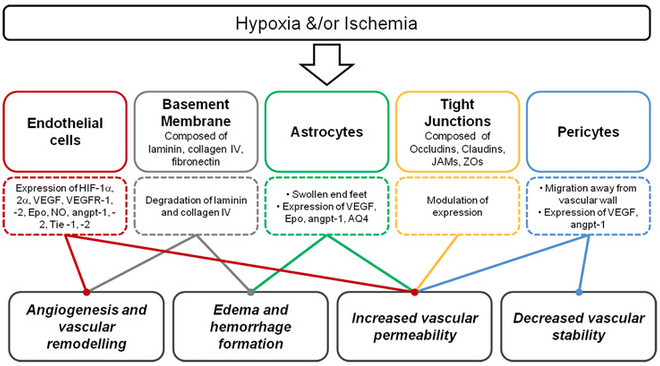 Hypoxia &/or Ischemia
Endothelial
cells
Basement
Membrane
Composed of
laminin, collagen IV,
fibronectin
Astrocytes
Tight
Junctions
Composed of
Occludins, Claudins,
JAMs, ZOs
Pericytes
Expression of HIF-1α,
2α, VEGF, VEGFR-1,
-2, Epo, NO, angpt-1, -
2, Tie -1, -2
Degradation of laminin
and collagen IV
• Swollen end feet
• Expression of VEGF,
Epo, angpt-1, AQ4
Modulation of
expression
• Migration away from
vascular wall
• Expression of VEGF,
angpt-1
Angiogenesis and
vascular
remodelling
Edema and
hemorrhage
formation
Increased vascular
permeability
Decreased vascular
stability